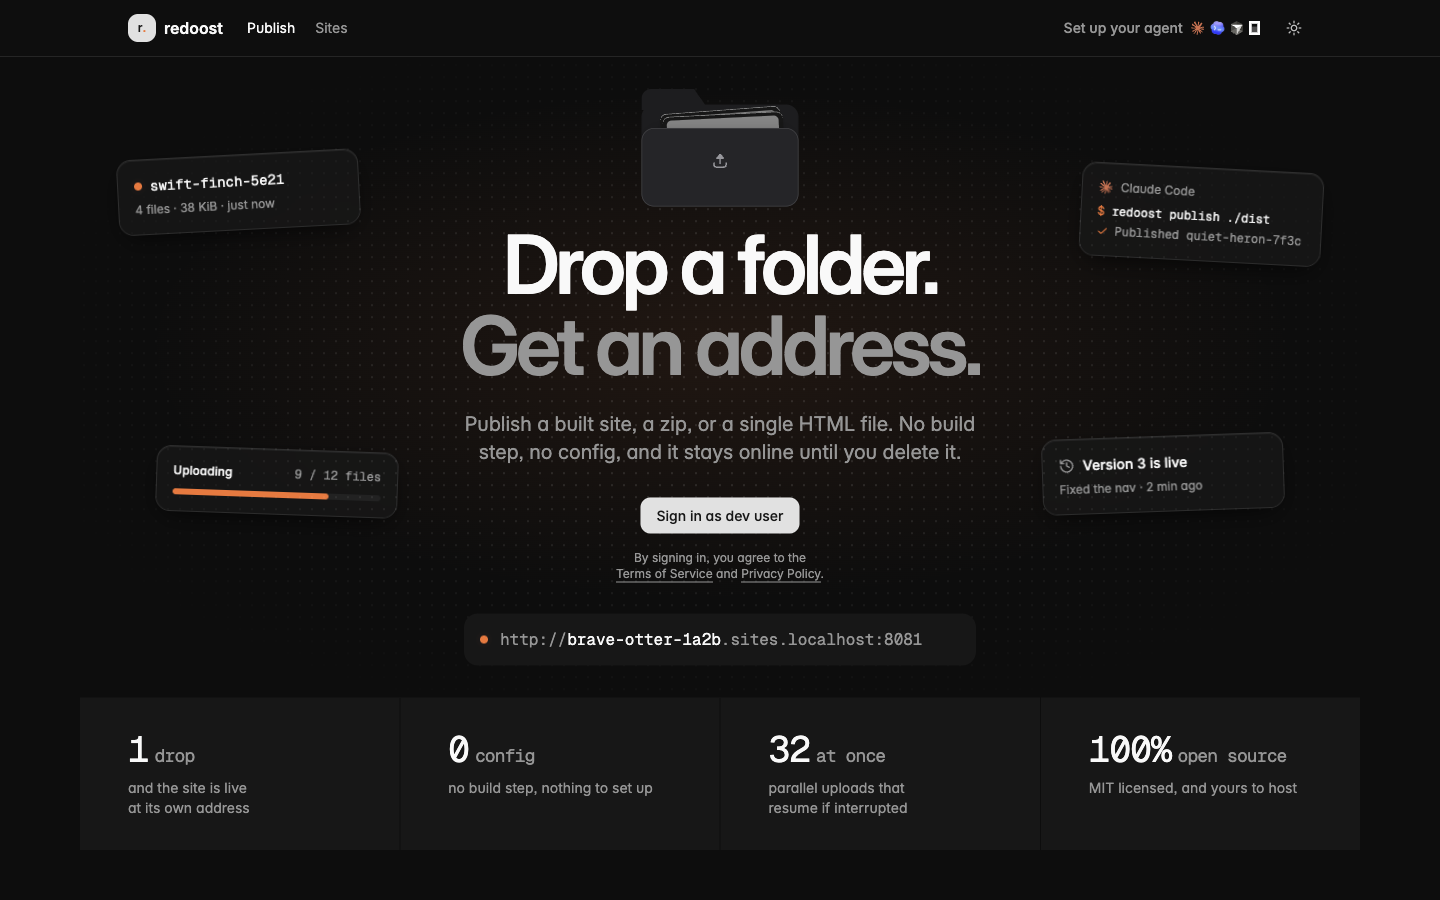 r. redoost Publish Sites Set up your agent
swift-finch-5e21
4 files · 38 KiB · just now
Claude Code
$ redoost publish ./dist
Published quiet-heron-7f3c
Drop a folder.
Get an address.
Publish a built site, a zip, or a single HTML file. No build
step, no config, and it stays online until you delete it.
Uploading 9 / 12 files
Version 3 is live
Fixed the nav · 2 min ago
Sign in as dev user
By signing in, you agree to the
Terms of Service and Privacy Policy.
http://brave-otter-1a2b.sites.localhost:8081
1 drop
and the site is live
at its own address
0 config
no build step, nothing to set up
32 at once
parallel uploads that
resume if interrupted
100% open source
MIT licensed, and yours to host